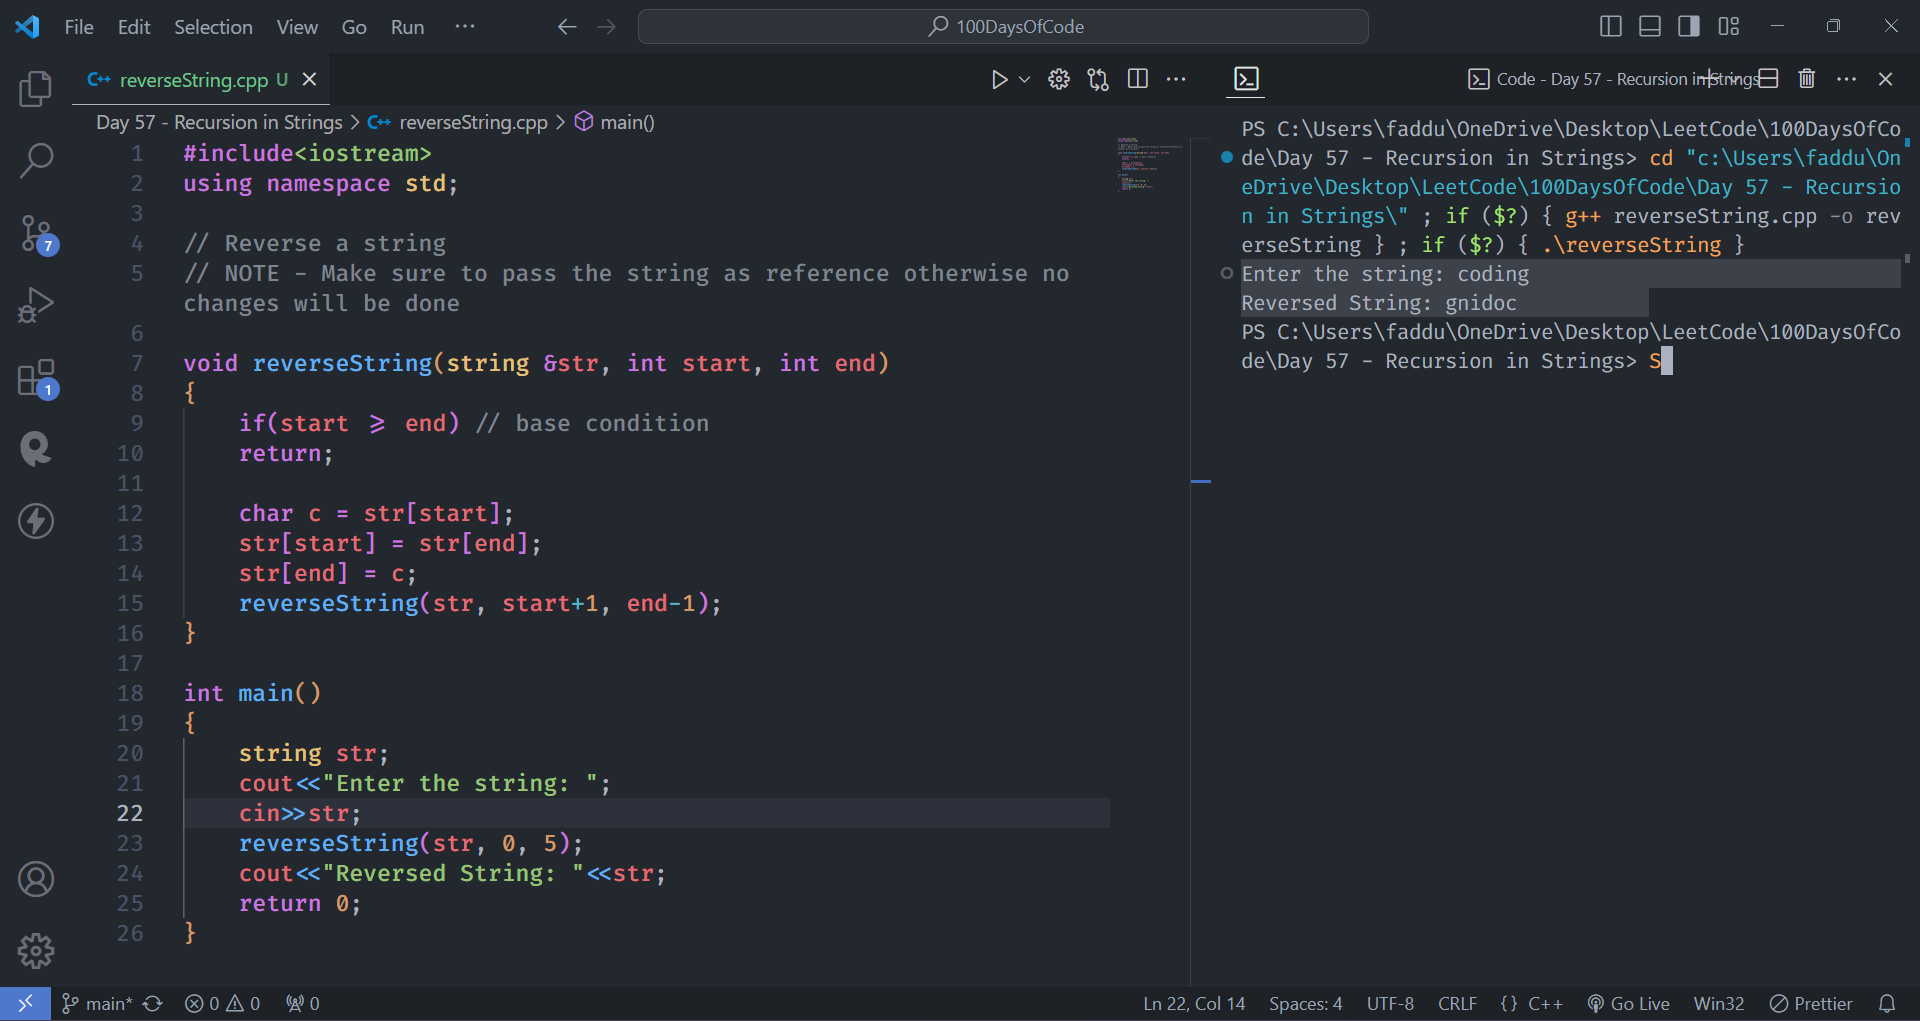 File Edit Selection View Go Run ··· 100DaysOfCode
C++ reverseString.cpp U
Day 57 - Recursion in Strings > C++ reverseString.cpp > main()
1 #include<iostream>
2 using namespace std;
3
4 // Reverse a string
5 // NOTE - Make sure to pass the string as reference otherwise no
changes will be done
6
7 void reverseString(string &str, int start, int end)
8 {
9 if(start >= end) // base condition
10 return;
11
12 char c = str[start];
13 str[start] = str[end];
14 str[end] = c;
15 reverseString(str, start+1, end-1);
16 }
17
18 int main()
19 {
20 string str;
21 cout<<"Enter the string: ";
22 cin>>str;
23 reverseString(str, 0, 5);
24 cout<<"Reversed String: "<<str;
25 return 0;
26 }
7
1
Code - Day 57 - Recursion in Strings
PS C:\Users\faddu\OneDrive\Desktop\LeetCode\100DaysOfCo
de\Day 57 - Recursion in Strings> cd "c:\Users\faddu\On
eDrive\Desktop\LeetCode\100DaysOfCode\Day 57 - Recursio
n in Strings\" ; if ($?) { g++ reverseString.cpp -o rev
erseString } ; if ($?) { .\reverseString }
Enter the string: coding
Reversed String: gnidoc
PS C:\Users\faddu\OneDrive\Desktop\LeetCode\100DaysOfCo
de\Day 57 - Recursion in Strings> S
main* 0 0 0 Ln 22, Col 14 Spaces: 4 UTF-8 CRLF {} C++ Go Live Win32 Prettier